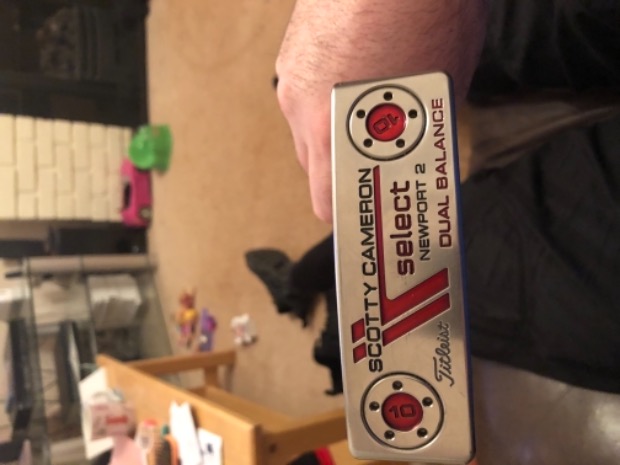 10
SCOTTY CAMERON
select
NEWPORT 2
DUAL BALANCE
Titleist
10